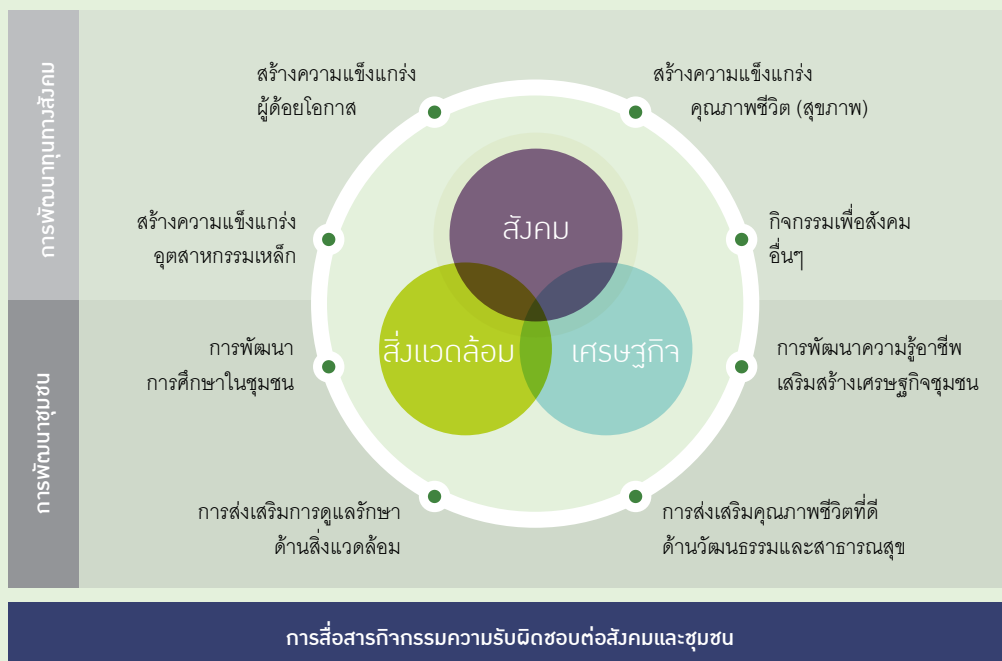 การพัฒนาทุนทางสังคม
สร้างความแข็งแกร่ง
ผู้ด้อยโอกาส
สร้างความแข็งแกร่ง
คุณภาพชีวิต (สุขภาพ)
สร้างความแข็งแกร่ง
อุตสาหกรรมเหล็ก
กิจกรรมเพื่อสังคม
อื่นๆ
สังคม
สิ่งแวดล้อม
เศรษฐกิจ
การพัฒนาชุมชน
การพัฒนา
การศึกษาในชุมชน
การพัฒนาความรู้อาชีพ
เสริมสร้างเศรษฐกิจชุมชน
การส่งเสริมการดูแลรักษา
ด้านสิ่งแวดล้อม
การส่งเสริมคุณภาพชีวิตที่ดี
ด้านวัฒนธรรมและสาธารณสุข
การสื่อสารกิจกรรมความรับผิดชอบต่อสังคมและชุมชน